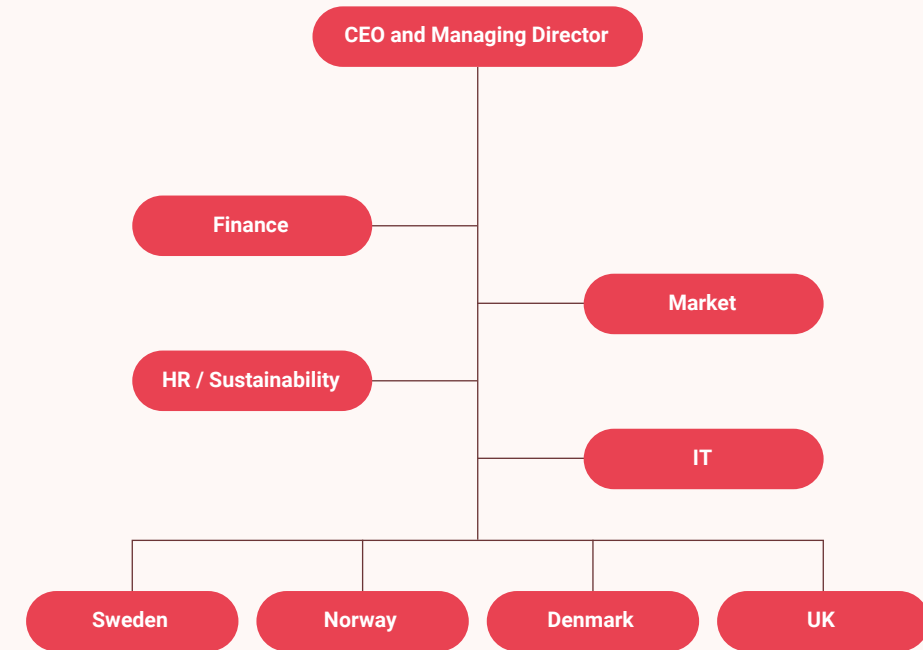 CEO and Managing Director
Finance
Market
HR / Sustainability
IT
Sweden
Norway
Denmark
UK